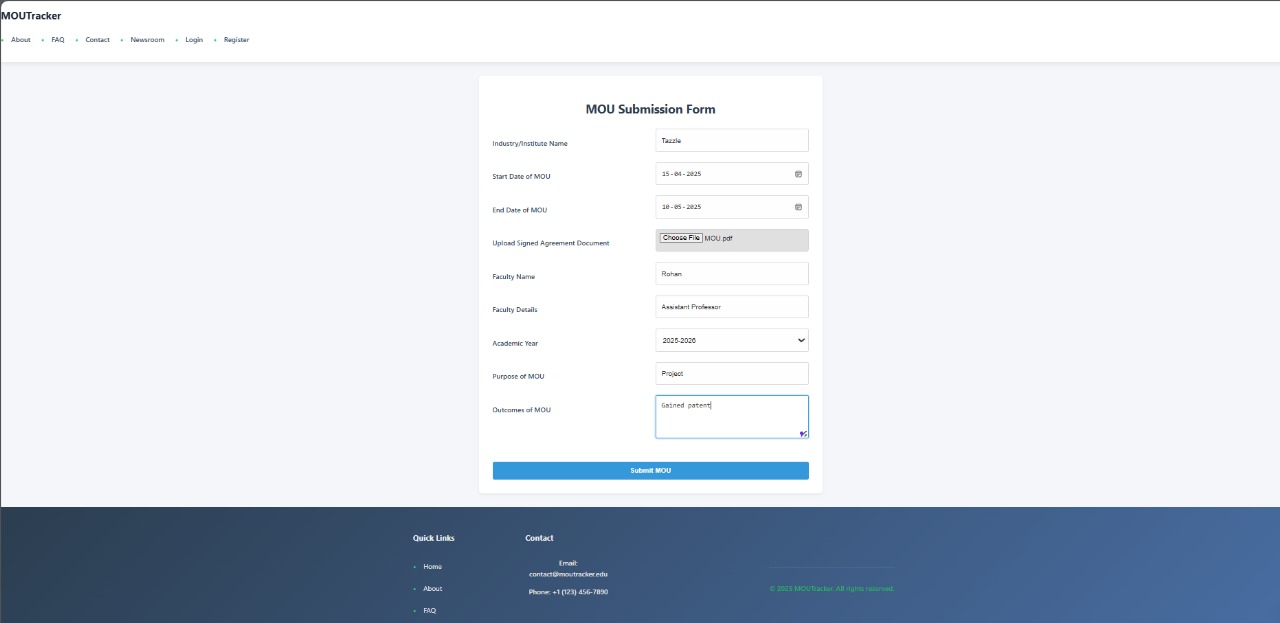 MOUTracker
About FAQ Contact Newsroom Login Register
MOU Submission Form
Industry/Institute Name Tazzle
Start Date of MOU 15-04-2025
End Date of MOU 10-05-2025
Upload Signed Agreement Document Choose File MOU.pdf
Faculty Name Rohan
Faculty Details Assistant Professor
Academic Year 2025-2026
Purpose of MOU Project
Outcomes of MOU Gained patent
Submit MOU
Quick Links
Home
About
FAQ
Contact
Email:
contact@moutracker.edu
Phone: +1 (123) 456-7890
© 2025 MOUTracker. All rights reserved.